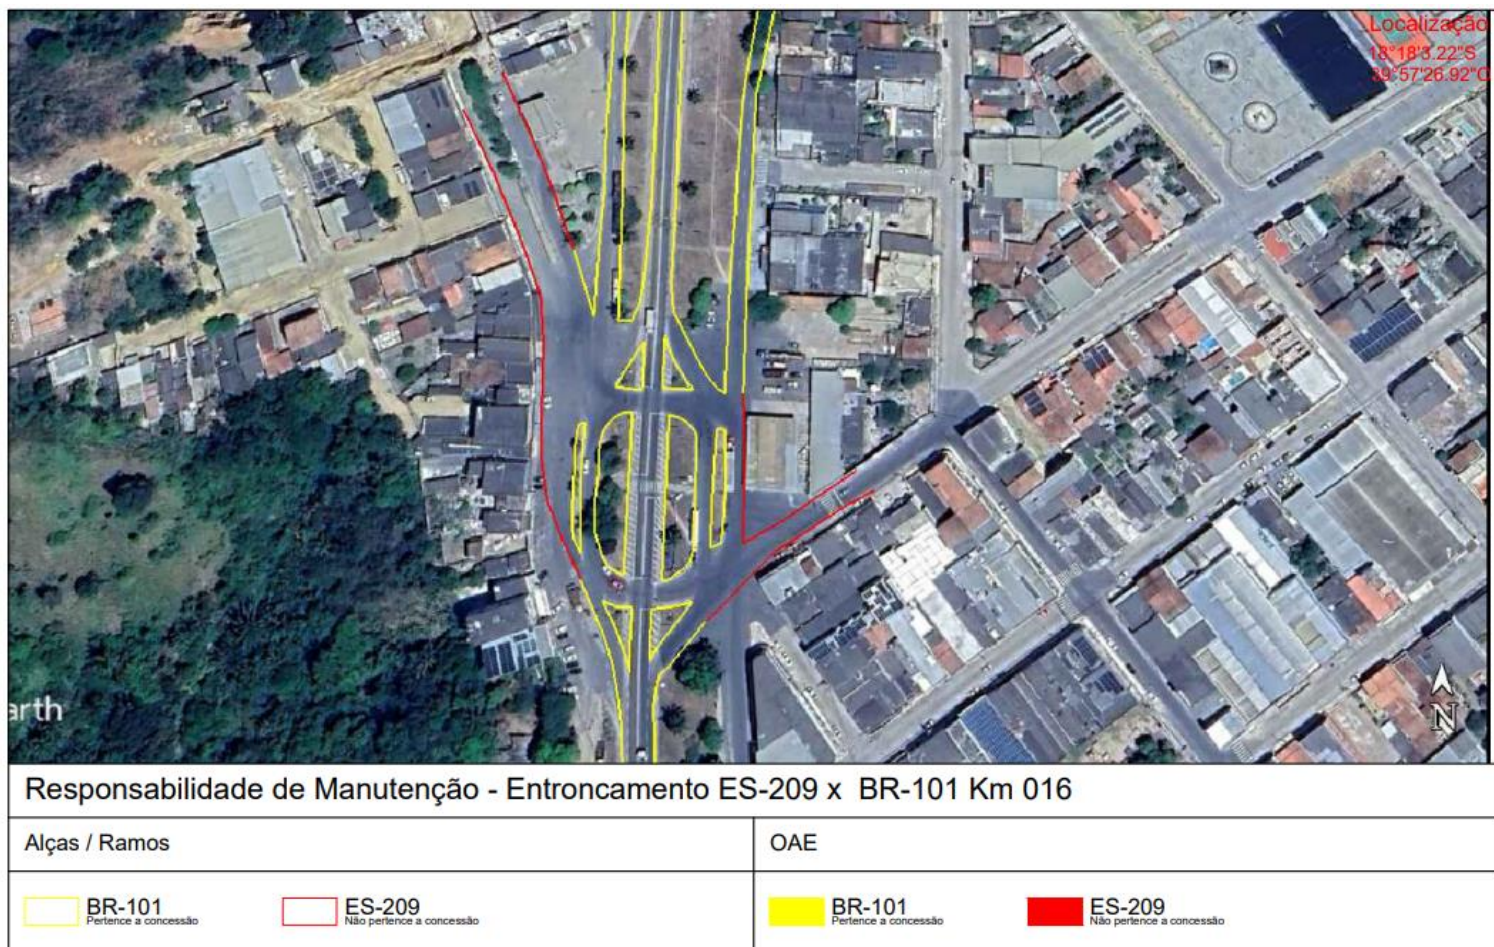 Localização
18°18'3.22"S
39°57'26.92"O
arth
N
Responsabilidade de Manutenção - Entroncamento ES-209 x BR-101 Km 016
Alças / Ramos
OAE
BR-101
Pertence a concessão
ES-209
Não pertence a concessão
BR-101
Pertence a concessão
ES-209
Não pertence a concessão